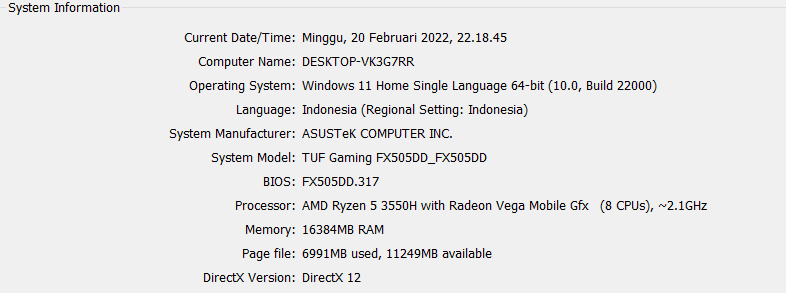 System Information
Current Date/Time: Minggu, 20 Februari 2022, 22.18.45
Computer Name: DESKTOP-VK3G7RR
Operating System: Windows 11 Home Single Language 64-bit (10.0, Build 22000)
Language: Indonesia (Regional Setting: Indonesia)
System Manufacturer: ASUSTeK COMPUTER INC.
System Model: TUF Gaming FX505DD_FX505DD
BIOS: FX505DD.317
Processor: AMD Ryzen 5 3550H with Radeon Vega Mobile Gfx (8 CPUs), ~2.1GHz
Memory: 16384MB RAM
Page file: 6991MB used, 11249MB available
DirectX Version: DirectX 12